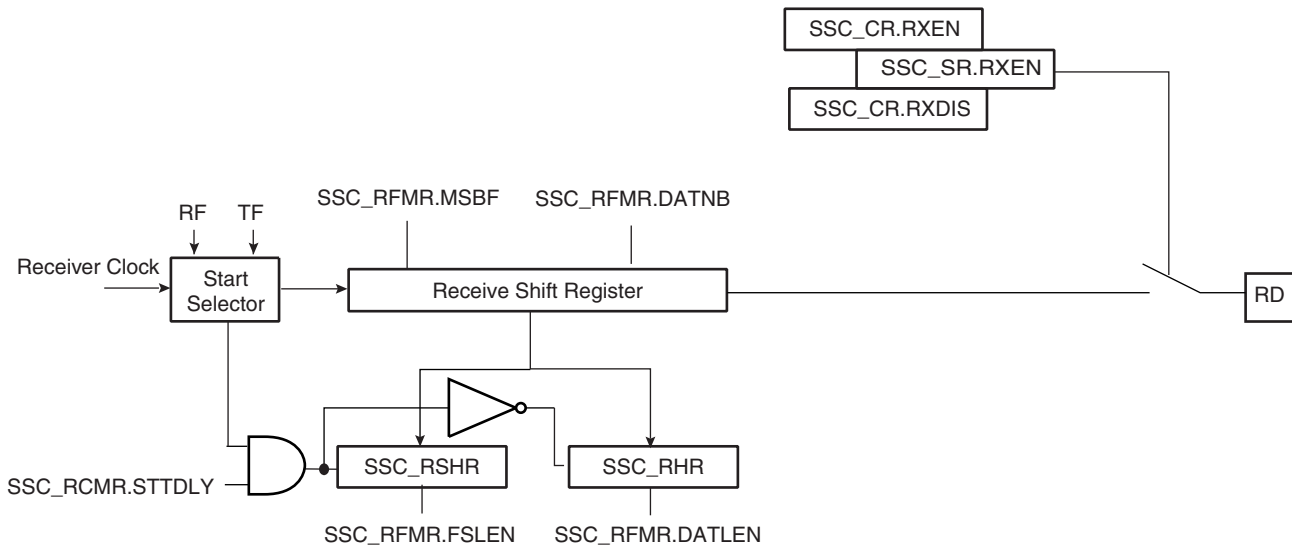 SSC_CR.RXEN
SSC_SR.RXEN
SSC_CR.RXDIS
SSC_RFMR.MSBF
SSC_RFMR.DATNB
RF
TF
Receiver Clock
Start
Selector
Receive Shift Register
RD
SSC_RSHR
SSC_RHR
SSC_RCMR.STTDLY
SSC_RFMR.FSLEN
SSC_RFMR.DATLEN